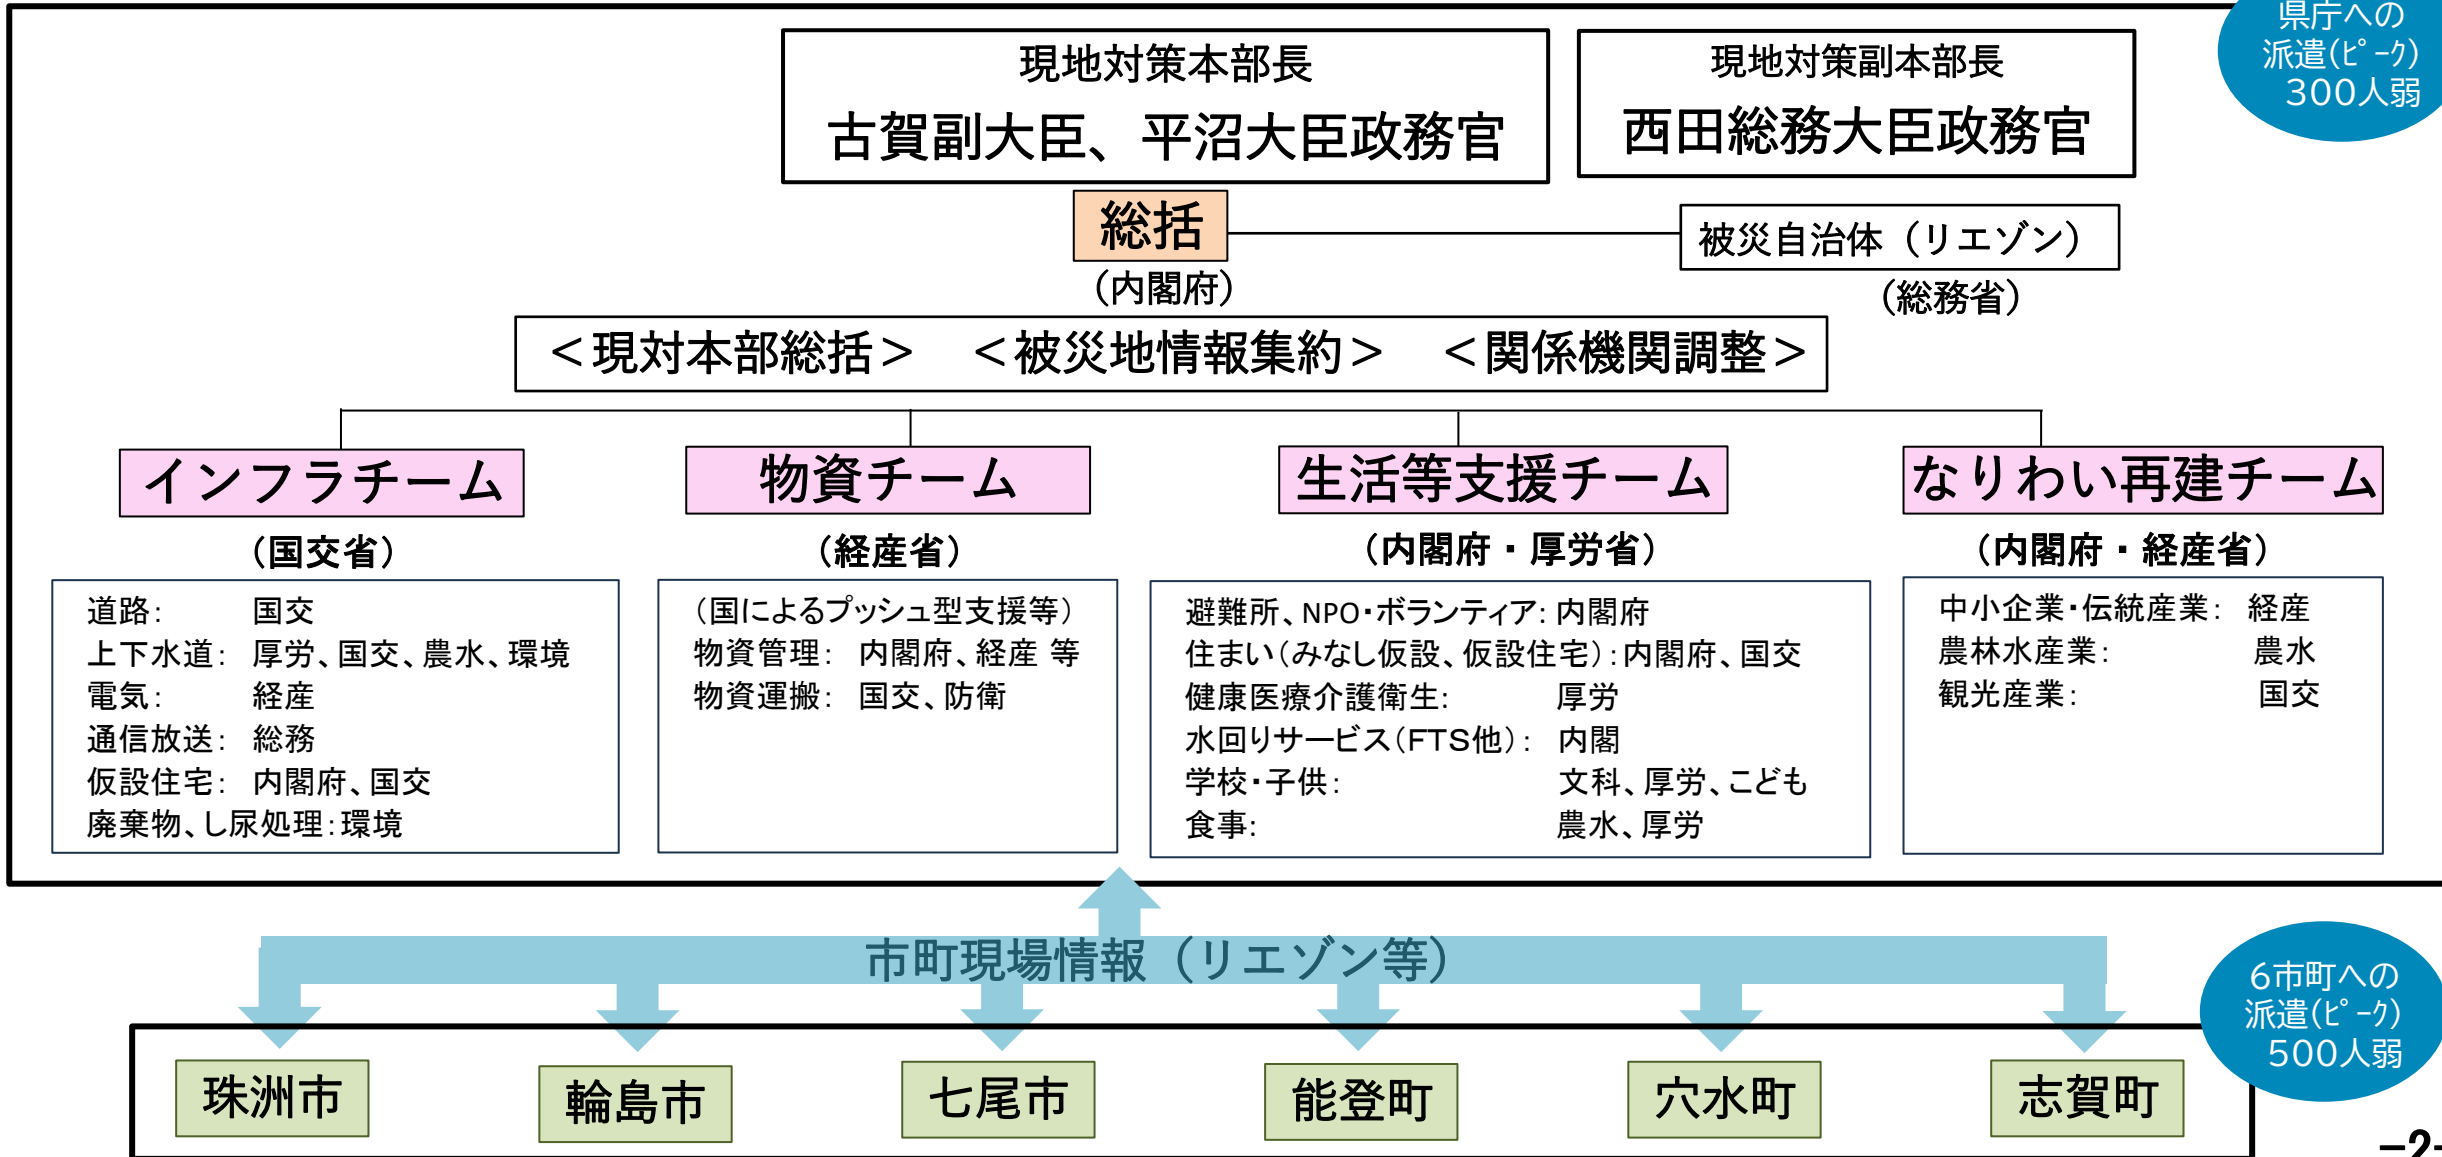 県庁への
派遣(ﾋﾟｰｸ)
300人弱
現地対策本部長
古賀副大臣、平沼大臣政務官
現地対策副本部長
西田総務大臣政務官
総括
(内閣府)
被災自治体（リエゾン）
(総務省)
＜現対本部総括＞　＜被災地情報集約＞　＜関係機関調整＞
インフラチーム
(国交省)
道路：　国交
上下水道：　厚労、国交、農水、環境
電気：　経産
通信放送：　総務
仮設住宅：　内閣府、国交
廃棄物、し尿処理：環境
物資チーム
(経産省)
（国によるプッシュ型支援等）
物資管理：　内閣府、経産 等
物資運搬：　国交、防衛
生活等支援チーム
(内閣府・厚労省)
避難所、NPO・ボランティア：内閣府
住まい（みなし仮設、仮設住宅）：内閣府、国交
健康医療介護衛生：　厚労
水回りサービス（FTS他）：　内閣
学校・子供：　文科、厚労、こども
食事：　農水、厚労
なりわい再建チーム
(内閣府・経産省)
中小企業・伝統産業：　経産
農林水産業：　農水
観光産業：　国交
市町現場情報（リエゾン等）
6市町への
派遣(ﾋﾟｰｸ)
500人弱
珠洲市
輪島市
七尾市
能登町
穴水町
志賀町
－2－